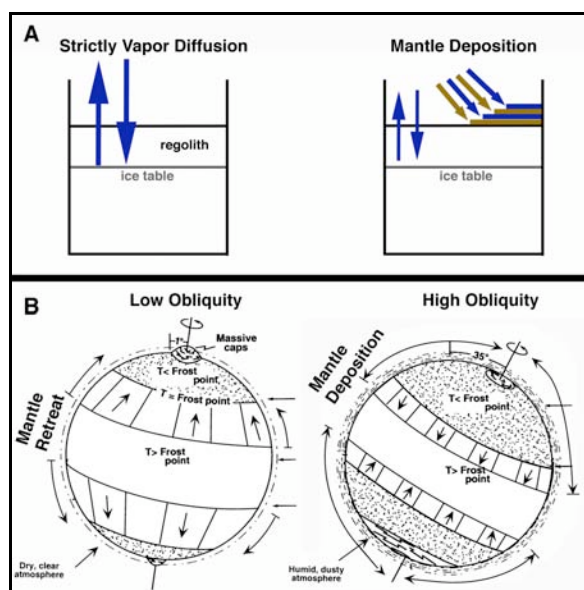 A
Strictly Vapor Diffusion
Mantle Deposition
regolith
ice table
ice table
B
Low Obliquity
High Obliquity
1°
Massive
caps
T< Frost
point
T = Frost point
T> Frost
point
Mantle
Retreat
Dry, clear
atmosphere
35°
Mantle
Deposition
T< Frost
point
T> Frost
point
Humid, dusty
atmosphere